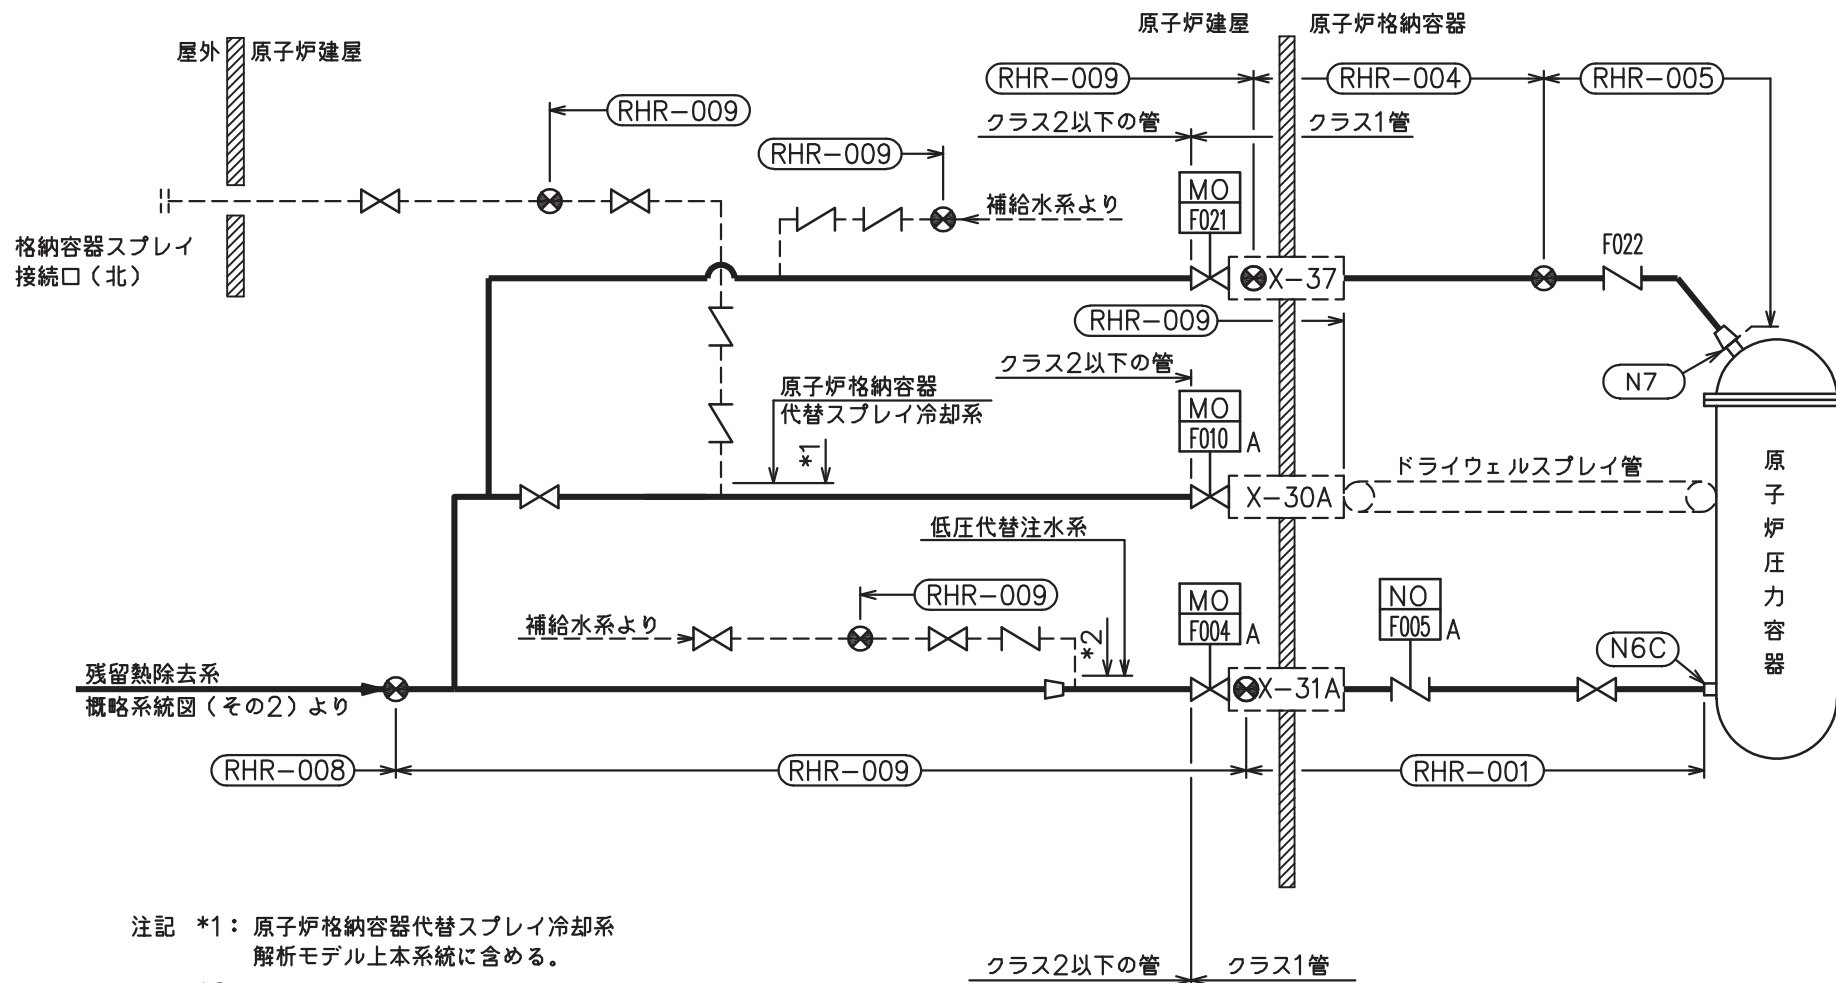 原子炉建屋
原子炉格納容器
屋外
原子炉建屋
RHR-009
RHR-004
RHR-005
RHR-009
クラス2以下の管
クラス1管
RHR-009
MO
F021
補給水系より
格納容器スプレイ
接続口(北)
F022
X-37
RHR-009
クラス2以下の管
N7
原子炉格納容器
代替スプレイ冷却系
*1
MO
F010
A
ドライウェルスプレイ管
原子炉圧力容器
X-30A
低圧代替注水系
RHR-009
MO
F004
A
NO
F005
A
補給水系より
*2
N6C
残留熱除去系
概略系統図(その2)より
X-31A
RHR-008
RHR-009
RHR-001
注記 *1: 原子炉格納容器代替スプレイ冷却系
解析モデル上本系統に含める。
クラス2以下の管
クラス1管